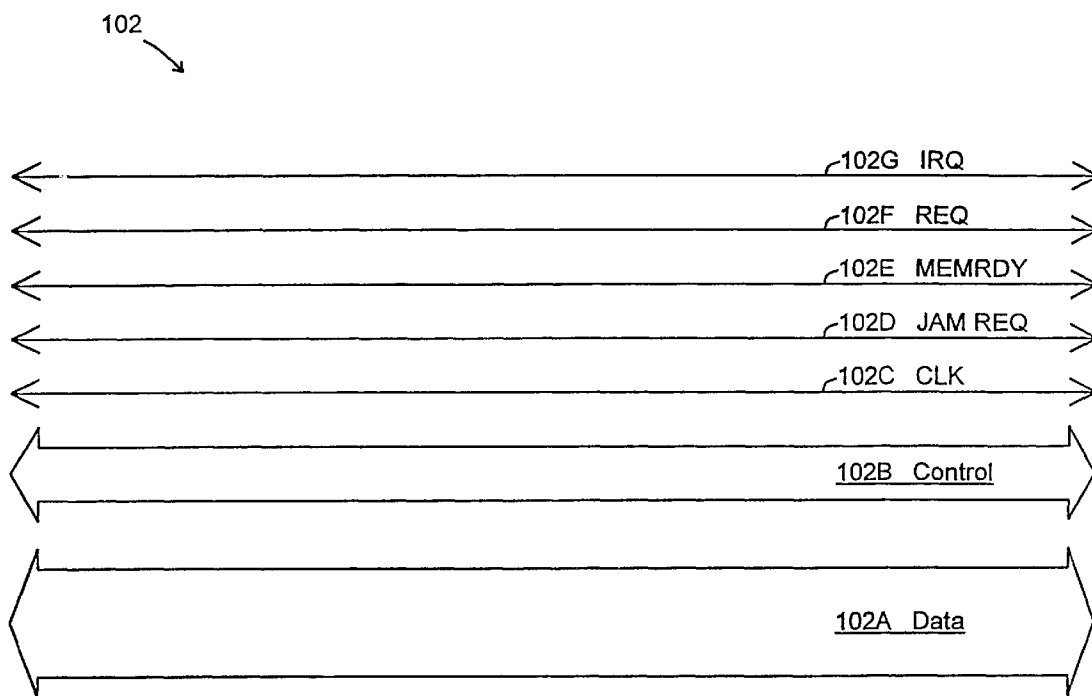 102
102G IRQ
102F REQ
102E MEMRDY
102D JAM REQ
102C CLK
102B Control
102A Data